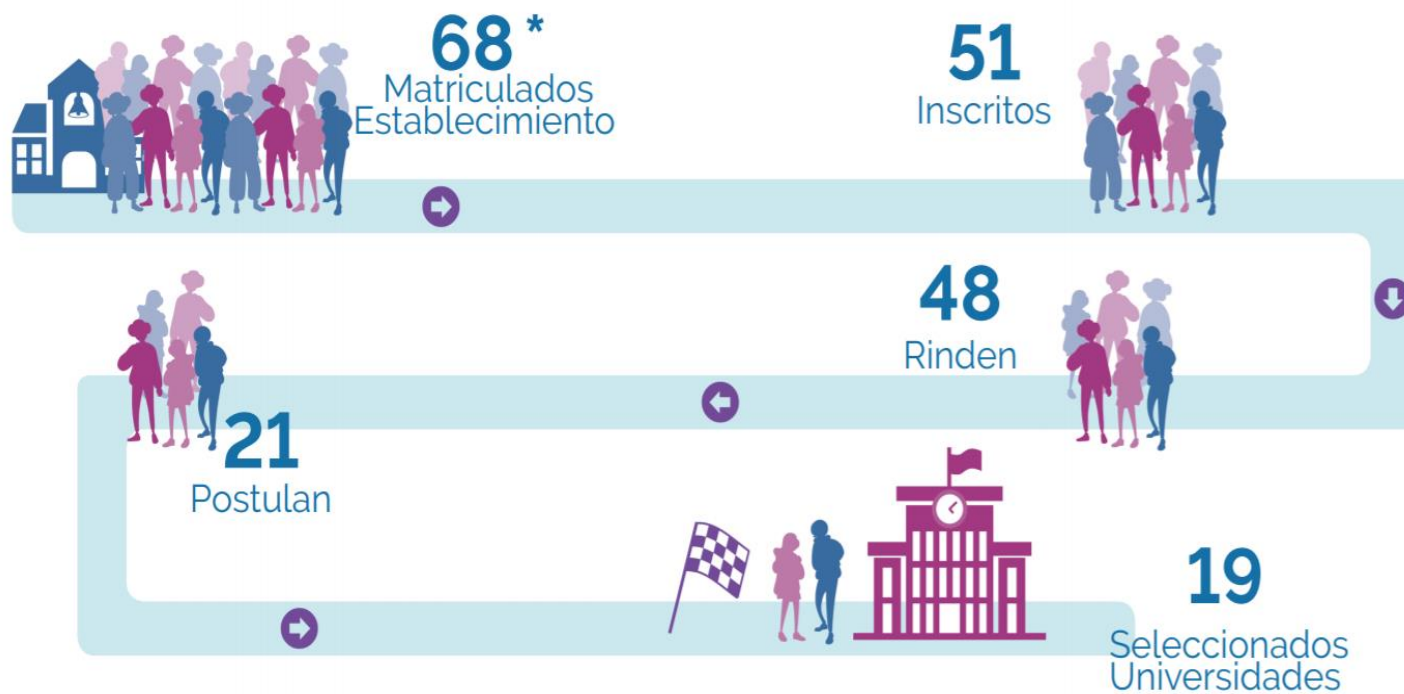 68 *
Matriculados
Establecimiento
51
Inscritos
48
Rinden
21
Postulan
19
Seleccionados
Universidades